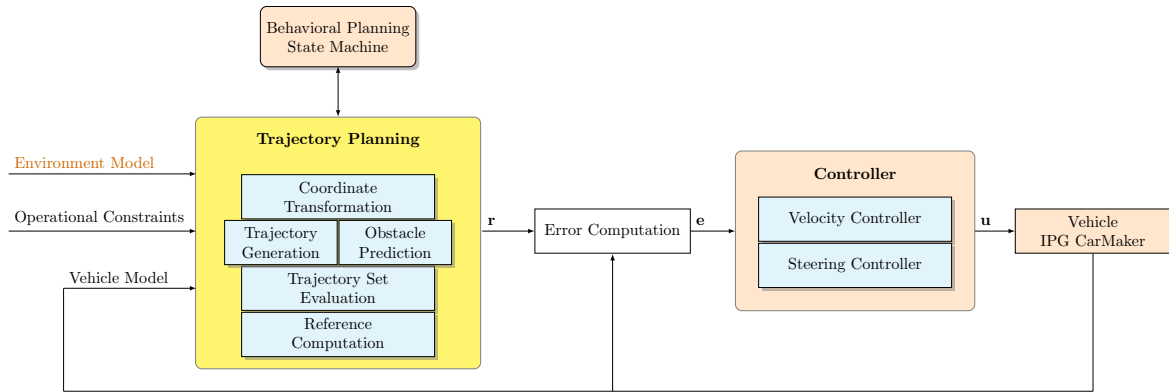 Behavioral Planning
State Machine
Trajectory Planning
Environment Model
Operational Constraints
Vehicle Model
Coordinate
Transformation
Trajectory
Generation
Obstacle
Prediction
Trajectory Set
Evaluation
Reference
Computation
r
Error Computation
e
Controller
Velocity Controller
Steering Controller
u
Vehicle
IPG CarMaker